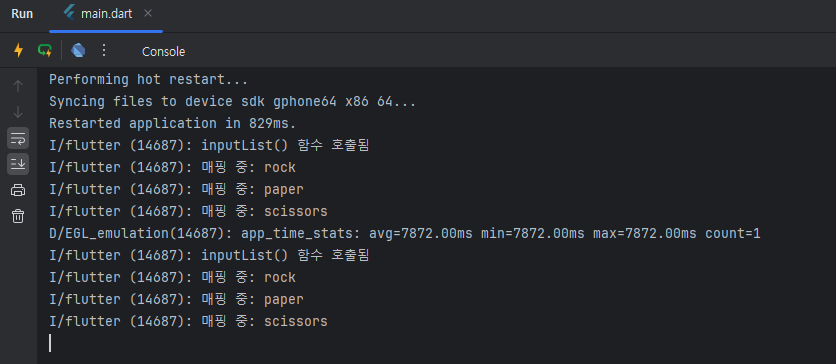 Run main.dart
Console
Performing hot restart...
Syncing files to device sdk gphone64 x86 64...
Restarted application in 829ms.
I/flutter (14687): inputList() 함수 호출됨
I/flutter (14687): 매핑 중: rock
I/flutter (14687): 매핑 중: paper
I/flutter (14687): 매핑 중: scissors
D/EGL_emulation(14687): app_time_stats: avg=7872.00ms min=7872.00ms max=7872.00ms count=1
I/flutter (14687): inputList() 함수 호출됨
I/flutter (14687): 매핑 중: rock
I/flutter (14687): 매핑 중: paper
I/flutter (14687): 매핑 중: scissors